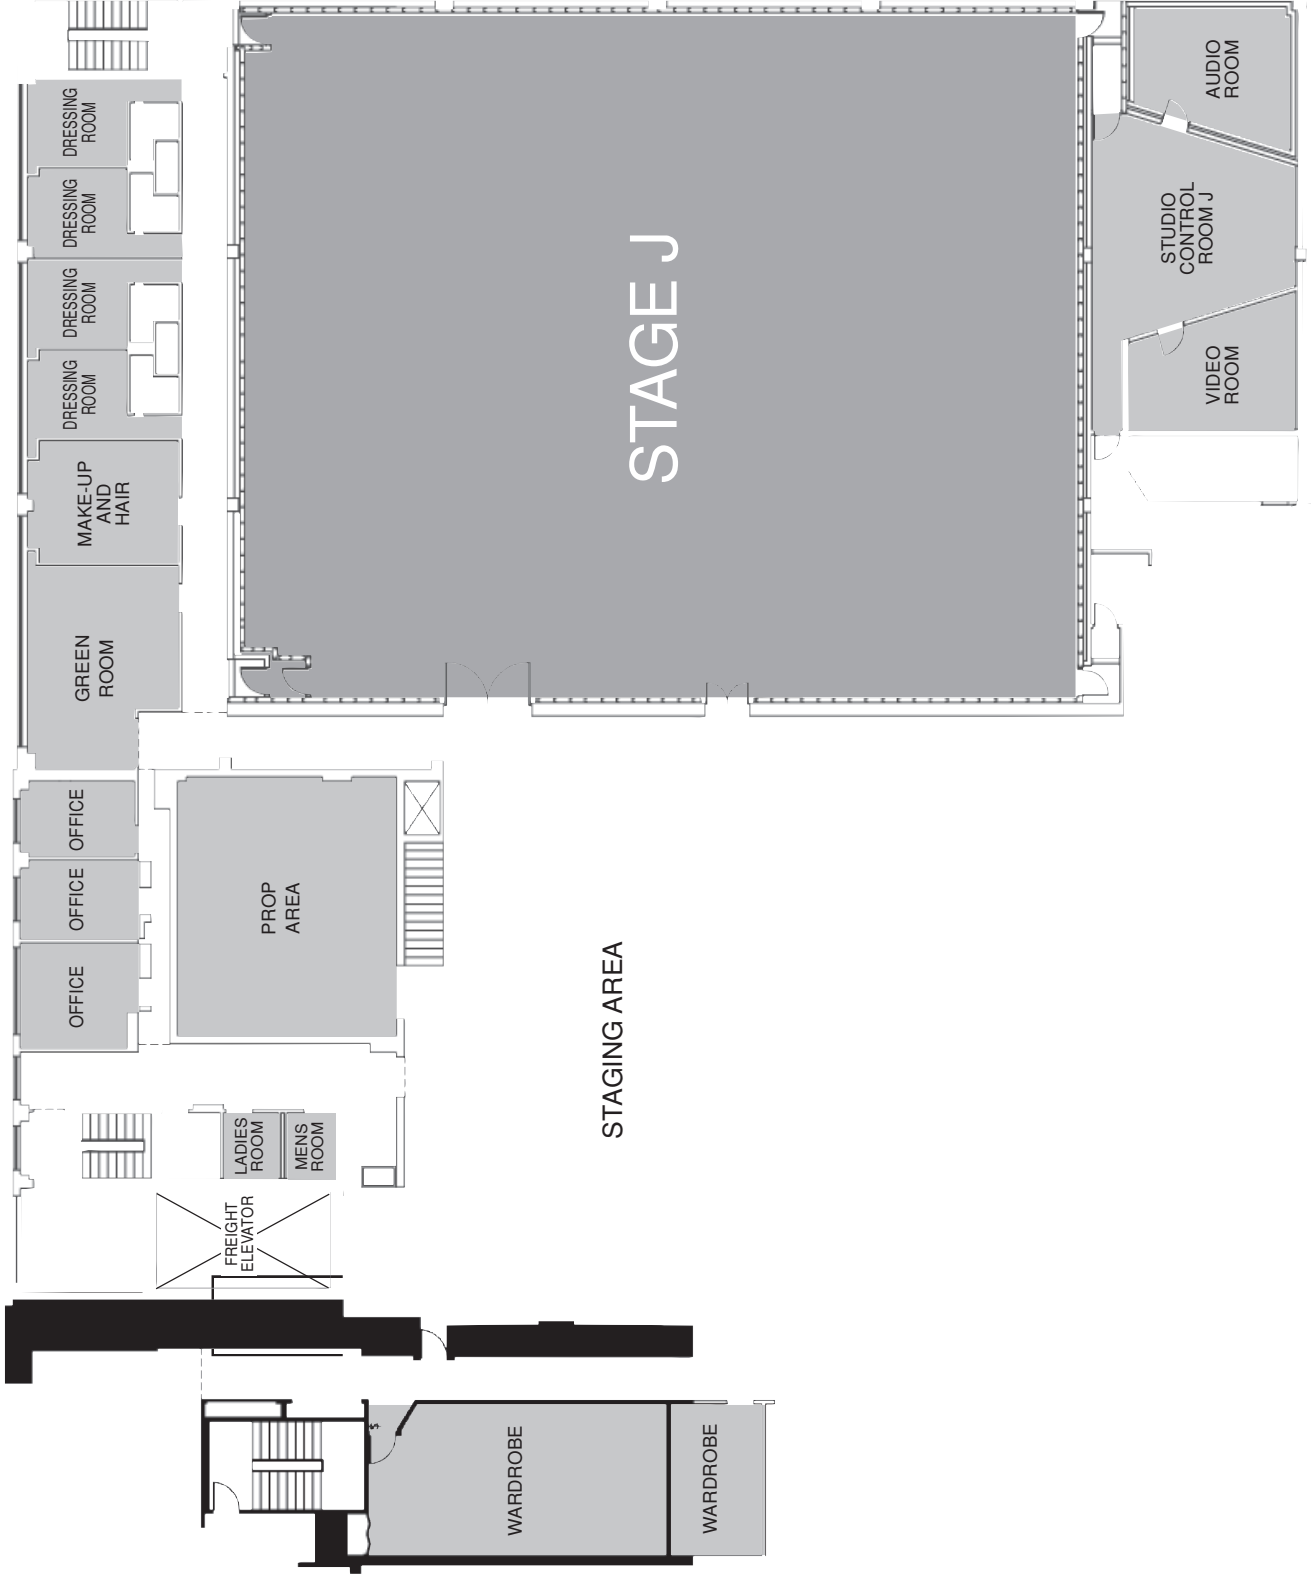 DRESSING
ROOM
DRESSING
ROOM
DRESSING
ROOM
DRESSING
ROOM
MAKE-UP
AND
HAIR
GREEN
ROOM
STAGE J
AUDIO
ROOM
STUDIO
CONTROL
ROOM J
VIDEO
ROOM
OFFICE
OFFICE
OFFICE
PROP
AREA
STAGING AREA
LADIES
ROOM
MENS
ROOM
FREIGHT
ELEVATOR
WARDROBE
WARDROBE